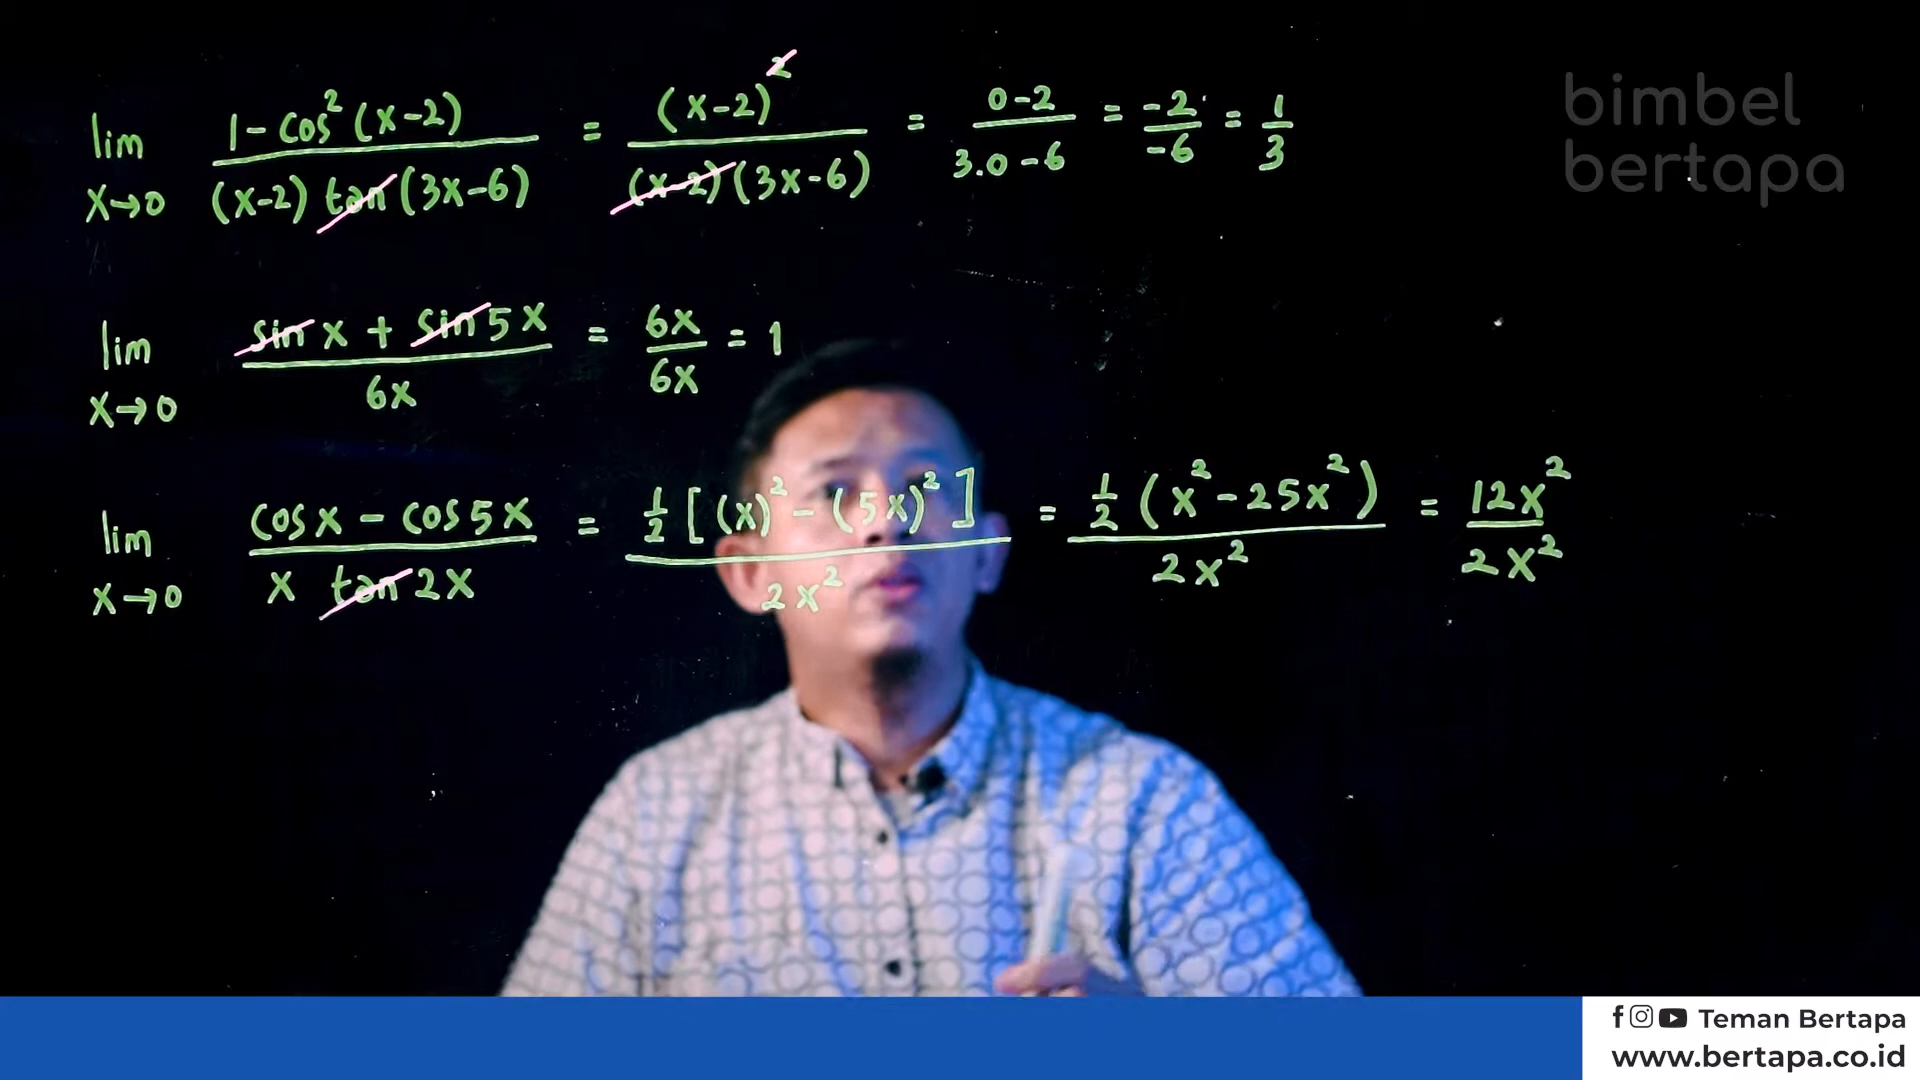 bimbel
bertapa
lim x→0 (1 - cos²(x-2)) / ((x-2) tan (3x-6)) = (x-2)² / ((x-2)(3x-6)) = (0-2) / (3.0-6) = -2 / -6 = 1/3
lim x→0 (sin x + sin 5x) / 6x = 6x / 6x = 1
lim x→0 (cos x - cos 5x) / (x tan 2x) = ½ [(x)² - (5x)²] / 2x² = ½ (x² - 25x²) / 2x² = 12x² / 2x²
Teman Bertapa
www.bertapa.co.id